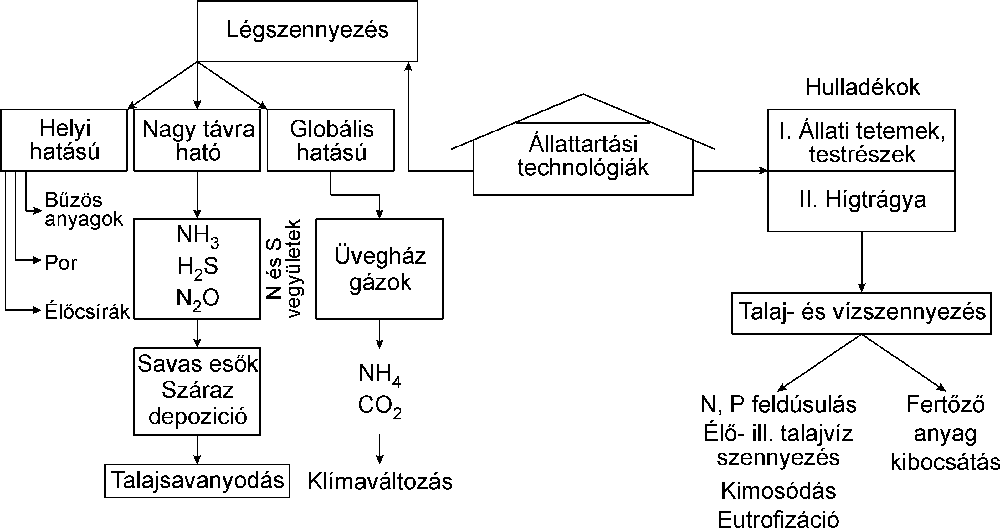 Légszennyezés
Helyi
hatású
Nagy távra
ható
Globális
hatású
Bűzös
anyagok
Por
Élőcsírák
NH₃
H₂S
N₂O
N és S
vegyületek
Üvegház
gázok
Savas esők
Száraz
depozició
Talajsavanyodás
NH₄
CO₂
Klímaváltozás
Állattartási
technológiák
Hulladékok
I. Állati tetemek,
testrészek
II. Hígtrágya
Talaj- és vízszennyezés
N, P feldúsulás
Élő- ill. talajvíz
szennyezés
Kimosódás
Eutrofizáció
Fertőző
anyag
kibocsátás